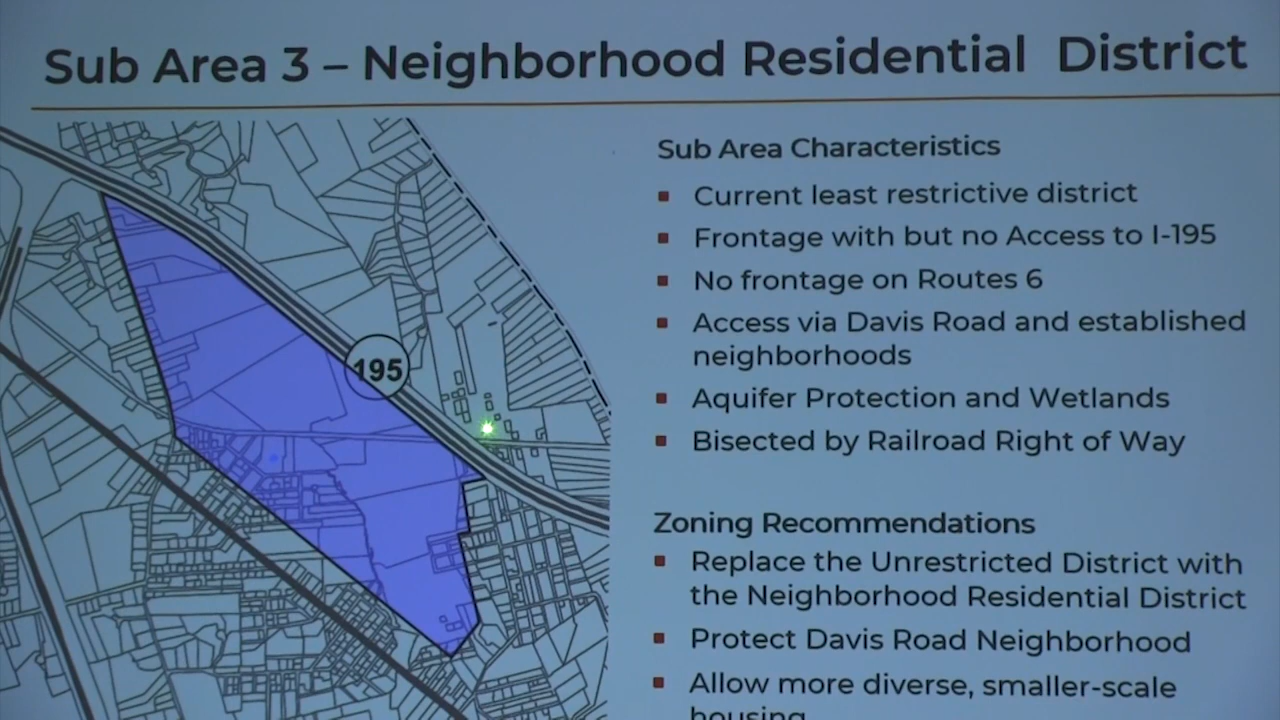 Sub Area 3 – Neighborhood Residential District
195
Sub Area Characteristics
▪ Current least restrictive district
▪ Frontage with but no Access to I-195
▪ No frontage on Routes 6
▪ Access via Davis Road and established
neighborhoods
▪ Aquifer Protection and Wetlands
▪ Bisected by Railroad Right of Way
Zoning Recommendations
▪ Replace the Unrestricted District with
the Neighborhood Residential District
▪ Protect Davis Road Neighborhood
▪ Allow more diverse, smaller-scale
housing